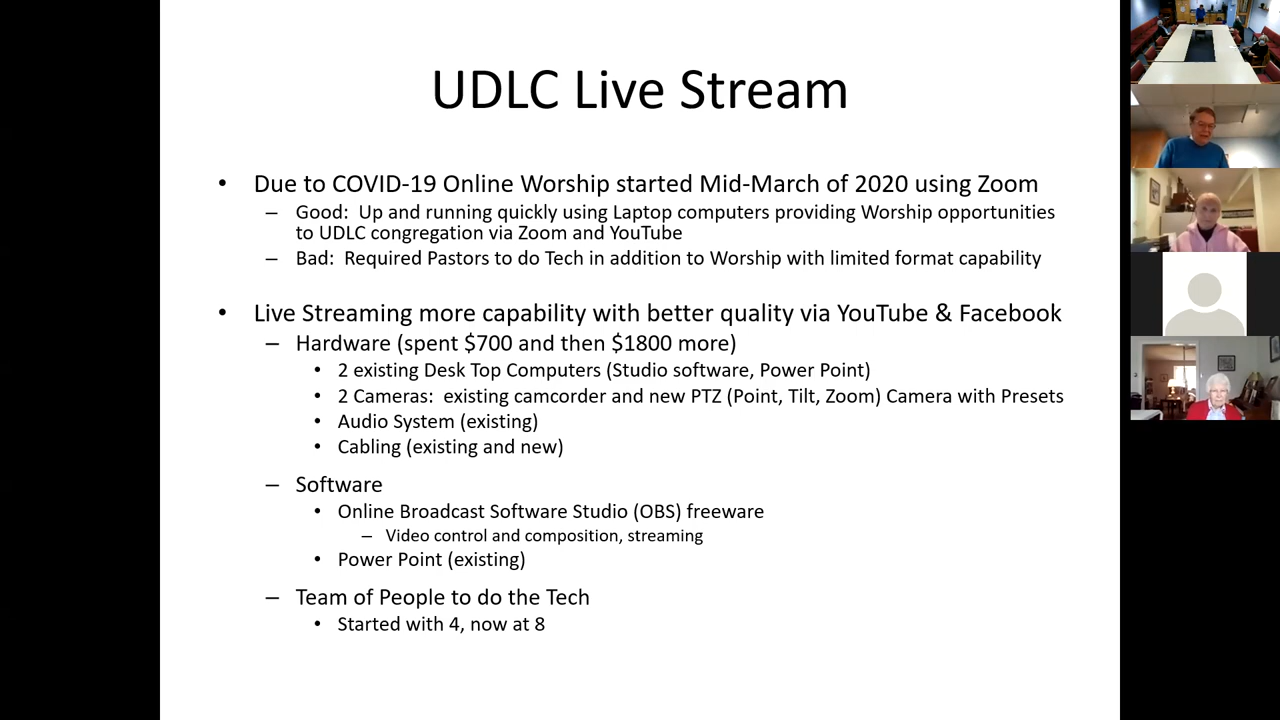 UDLC Live Stream
• Due to COVID-19 Online Worship started Mid-March of 2020 using Zoom
– Good:  Up and running quickly using Laptop computers providing Worship opportunities
to UDLC congregation via Zoom and YouTube
– Bad:  Required Pastors to do Tech in addition to Worship with limited format capability
• Live Streaming more capability with better quality via YouTube & Facebook
– Hardware (spent $700 and then $1800 more)
• 2 existing Desk Top Computers (Studio software, Power Point)
• 2 Cameras:  existing camcorder and new PTZ (Point, Tilt, Zoom) Camera with Presets
• Audio System (existing)
• Cabling (existing and new)
– Software
• Online Broadcast Software Studio (OBS) freeware
– Video control and composition, streaming
• Power Point (existing)
– Team of People to do the Tech
• Started with 4, now at 8